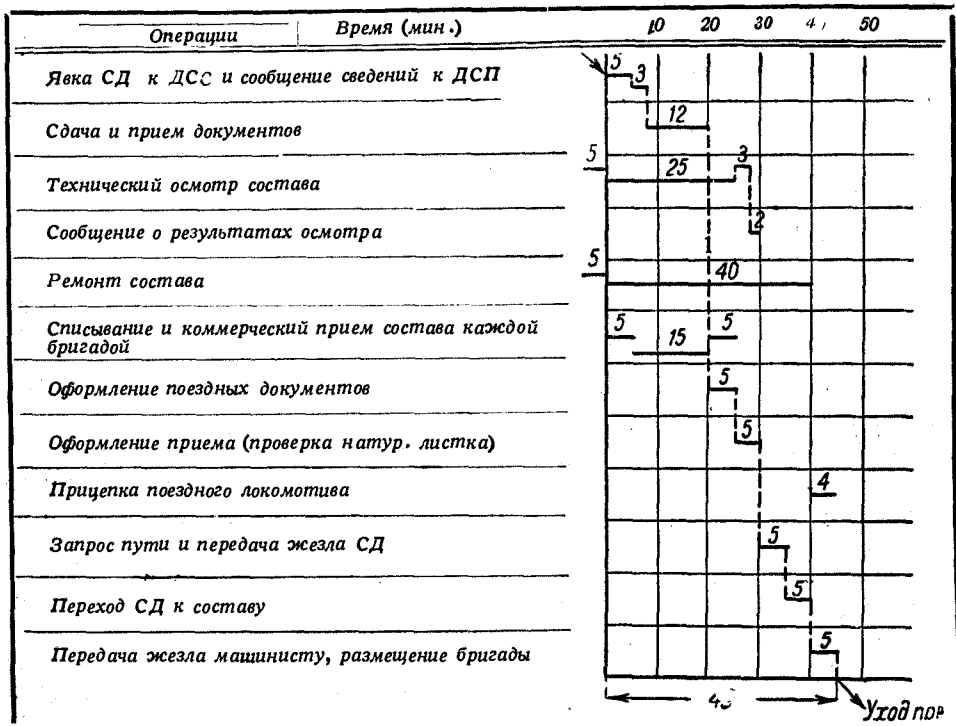 Операции Время (мин.) 10 20 30 4 50
Явка СД к ДСС и сообщение сведений к ДСП 5 3
Сдача и прием документов 12
Технический осмотр состава 5 25 3
Сообщение о результатах осмотра 2
Ремонт состава 5 40
Списывание и коммерческий прием состава каждой
бригадой 5 15 5
Оформление поездных документов 5
Оформление приема (проверка натур. листка) 5
Прицепка поездного локомотива 4
Запрос пути и передача жезла СД 5
Переход СД к составу 5
Передача жезла машинисту, размещение бригады 5
Уход